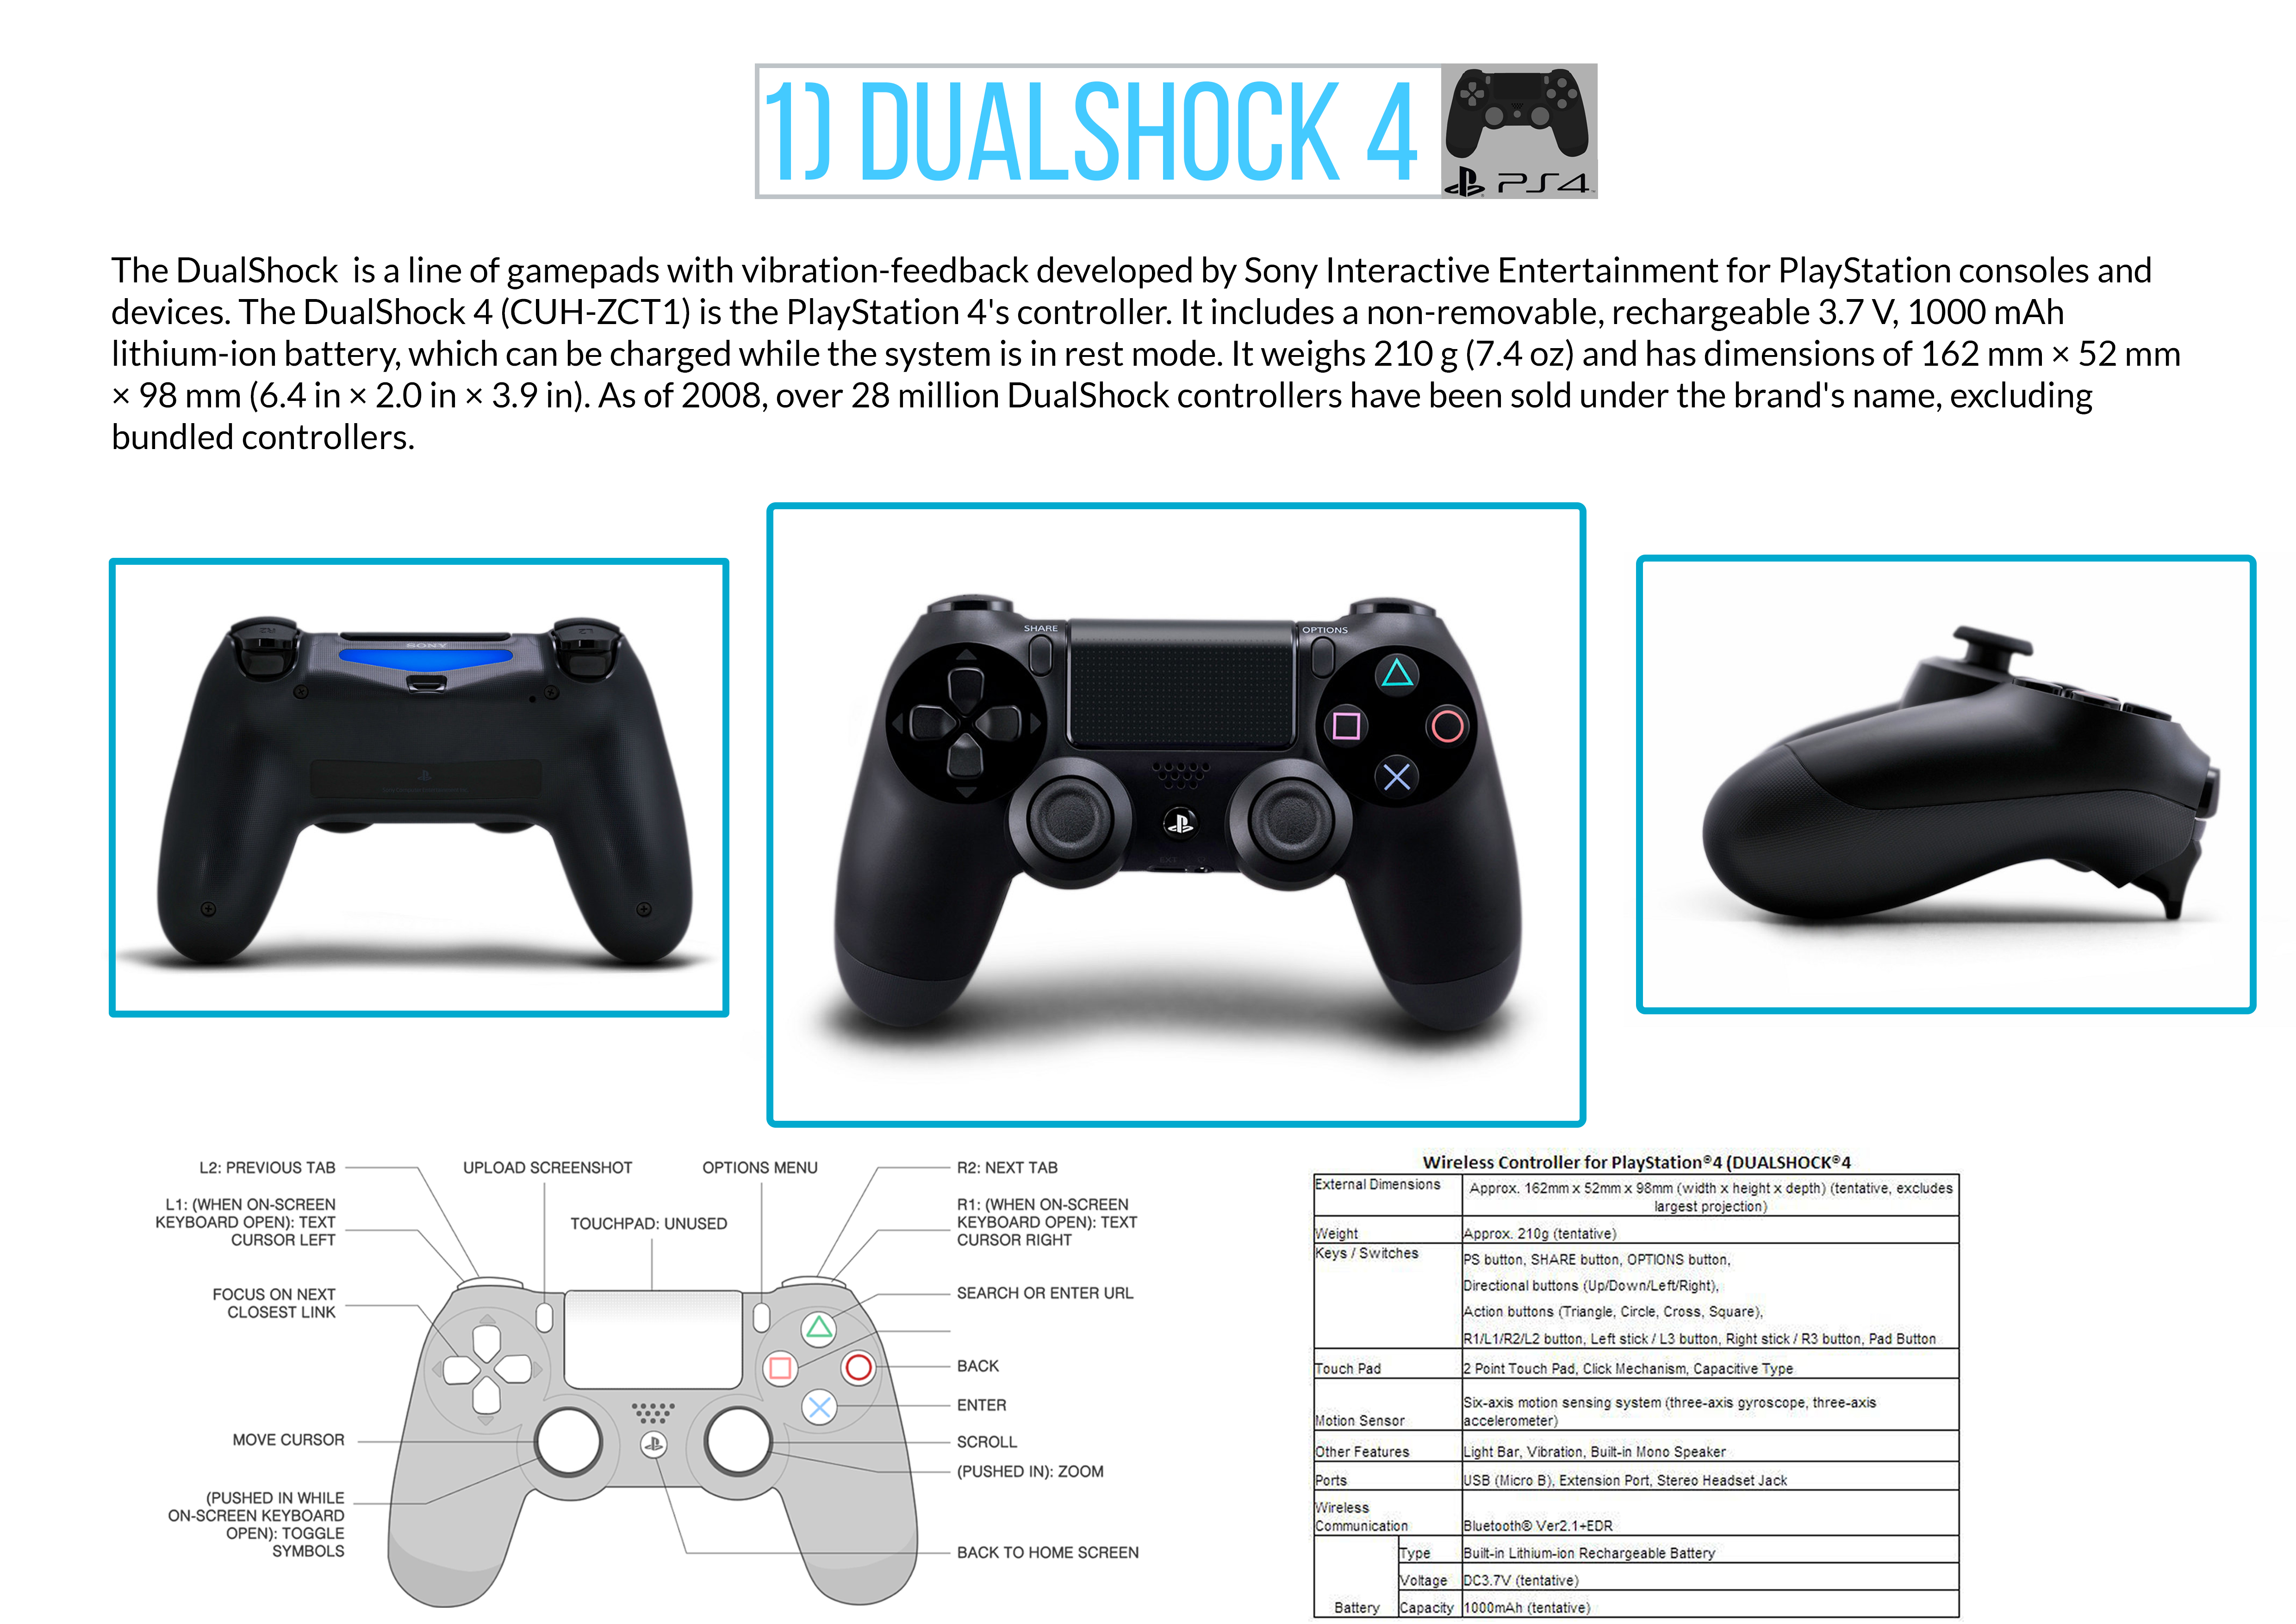 1) DUALSHOCK 4
PS4
The DualShock  is a line of gamepads with vibration-feedback developed by Sony Interactive Entertainment for PlayStation consoles and
devices. The DualShock 4 (CUH-ZCT1) is the PlayStation 4's controller. It includes a non-removable, rechargeable 3.7 V, 1000 mAh
lithium-ion battery, which can be charged while the system is in rest mode. It weighs 210 g (7.4 oz) and has dimensions of 162 mm × 52 mm
× 98 mm (6.4 in × 2.0 in × 3.9 in). As of 2008, over 28 million DualShock controllers have been sold under the brand's name, excluding
bundled controllers.
R2
L2
SONY
SHARE
OPTIONS
EXT
L2: PREVIOUS TAB
UPLOAD SCREENSHOT
OPTIONS MENU
R2: NEXT TAB
L1: (WHEN ON-SCREEN
KEYBOARD OPEN): TEXT
CURSOR LEFT
TOUCHPAD: UNUSED
R1: (WHEN ON-SCREEN
KEYBOARD OPEN): TEXT
CURSOR RIGHT
FOCUS ON NEXT
CLOSEST LINK
SEARCH OR ENTER URL
BACK
ENTER
MOVE CURSOR
SCROLL
(PUSHED IN): ZOOM
(PUSHED IN WHILE
ON-SCREEN KEYBOARD
OPEN): TOGGLE
SYMBOLS
BACK TO HOME SCREEN
Wireless Controller for PlayStation®4 (DUALSHOCK®4
External Dimensions
Approx. 162mm x 52mm x 98mm (width x height x depth) (tentative, excludes
largest projection)
Weight
Approx. 210g (tentative)
Keys / Switches
PS button, SHARE button, OPTIONS button,
Directional buttons (Up/Down/Left/Right),
Action buttons (Triangle, Circle, Cross, Square),
R1/L1/R2/L2 button, Left stick / L3 button, Right stick / R3 button, Pad Button
Touch Pad
2 Point Touch Pad, Click Mechanism, Capacitive Type
Motion Sensor
Six-axis motion sensing system (three-axis gyroscope, three-axis
accelerometer)
Other Features
Light Bar, Vibration, Built-in Mono Speaker
Ports
USB (Micro B), Extension Port, Stereo Headset Jack
Wireless
Communication
Bluetooth® Ver2.1+EDR
Battery
Type
Built-in Lithium-ion Rechargeable Battery
Voltage
DC3.7V (tentative)
Capacity
1000mAh (tentative)